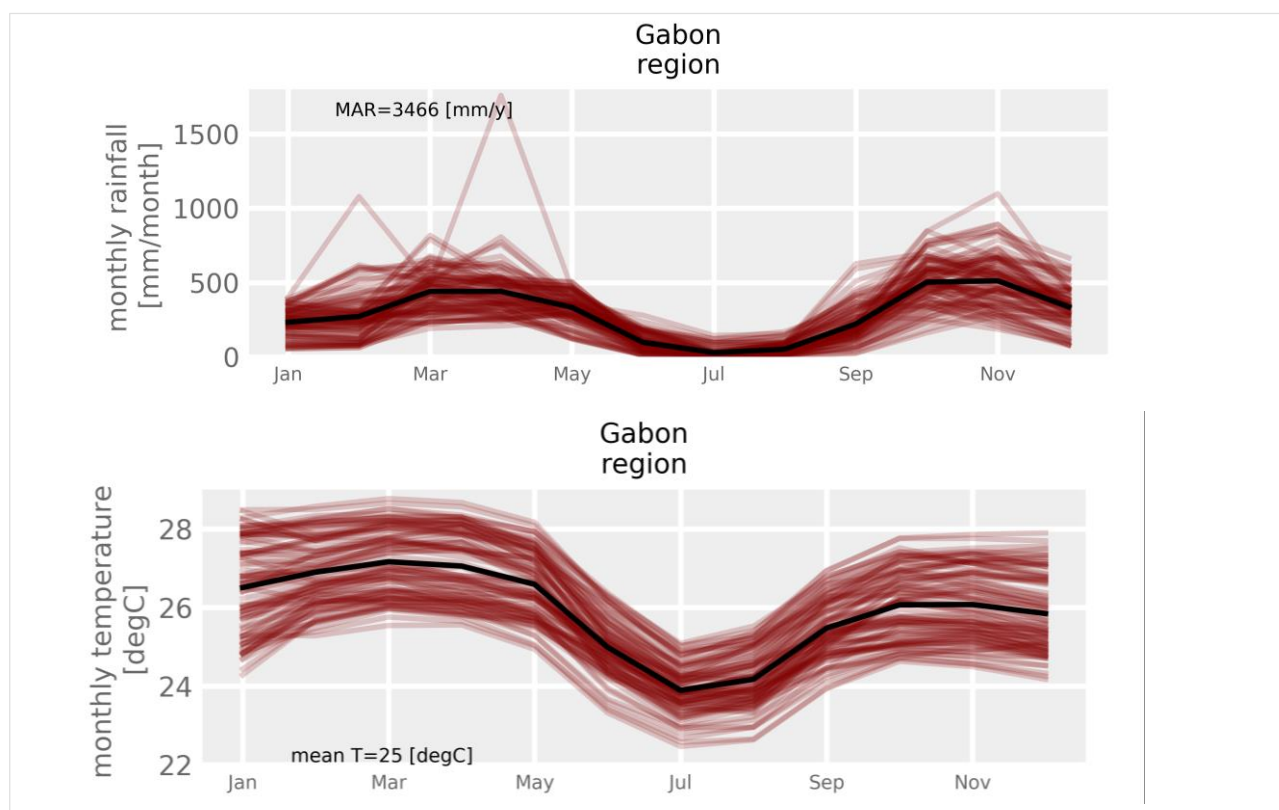 Gabon
region
MAR=3466 [mm/y]
monthly rainfall
[mm/month]
1500
1000
500
0
Jan Mar May Jul Sep Nov
Gabon
region
monthly temperature
[degC]
28
26
24
22
mean T=25 [degC]
Jan Mar May Jul Sep Nov